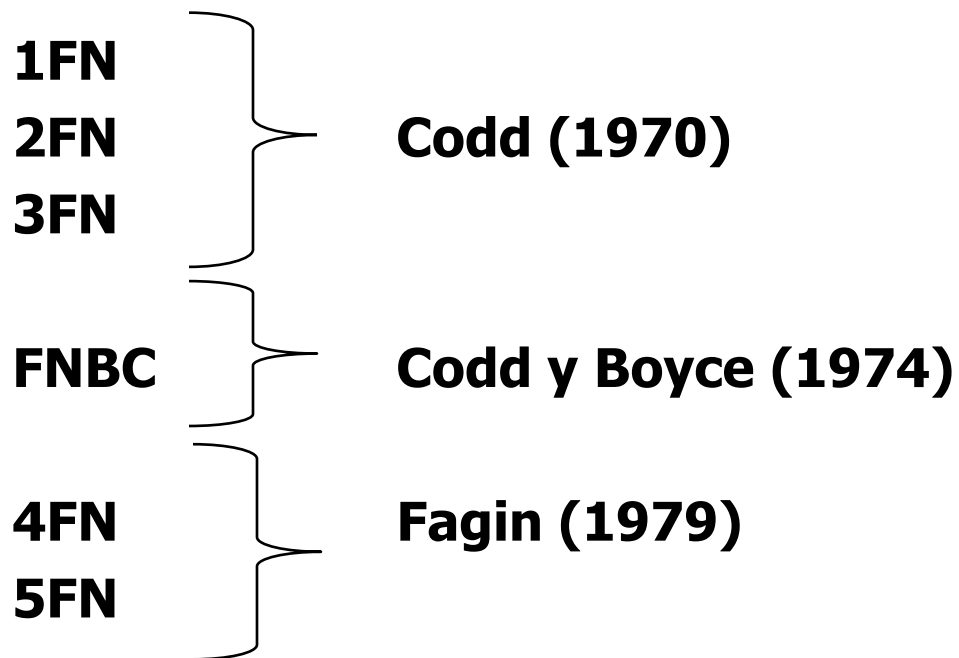 1FN
2FN
Codd (1970)
3FN
FNBC
Codd y Boyce (1974)
4FN
Fagin (1979)
5FN